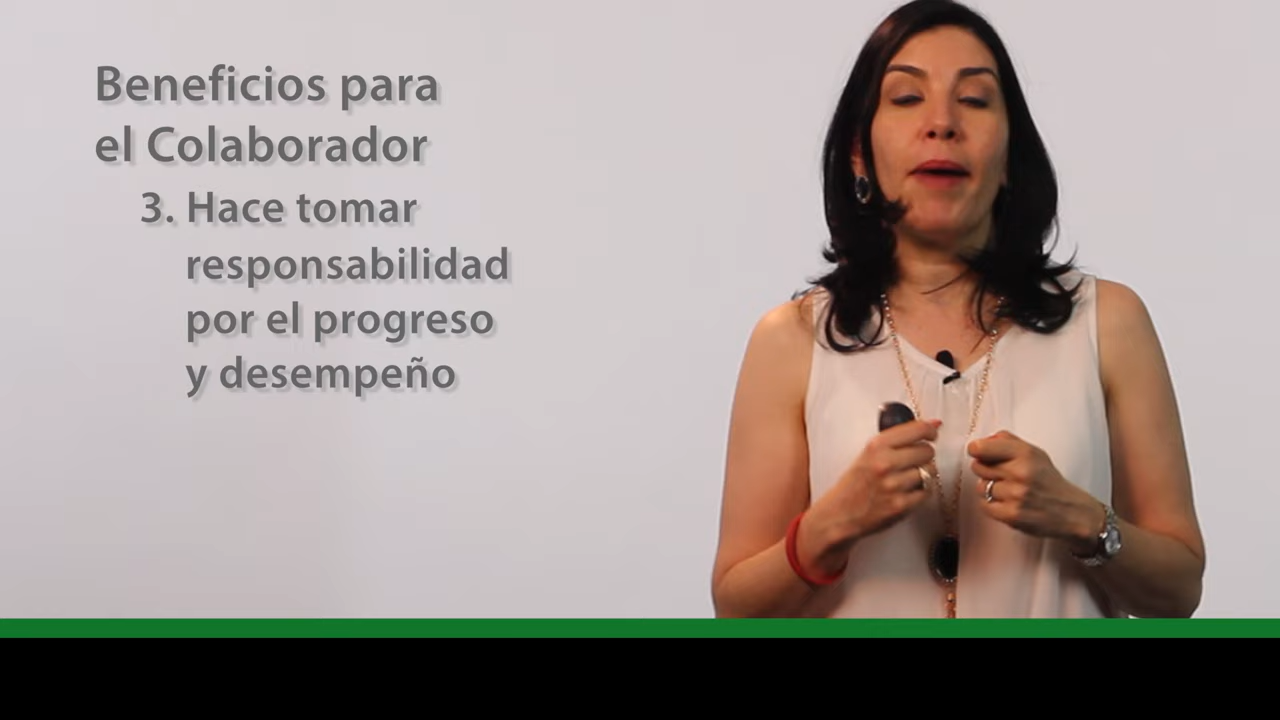 Beneficios para
el Colaborador
3. Hace tomar
responsabilidad
por el progreso
y desempeño